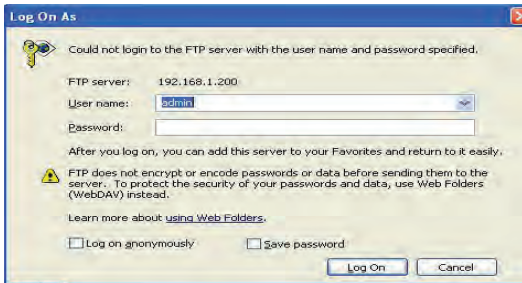 Log On As
Could not login to the FTP server with the user name and password specified.
FTP server: 192.168.1.200
User name: admin
Password:
After you log on, you can add this server to your Favorites and return to it easily.
FTP does not encrypt or encode passwords or data before sending them to the
server. To protect the security of your passwords and data, use Web Folders
(WebDAV) instead.
Learn more about using Web Folders.
Log on anonymously Save password
Log On Cancel